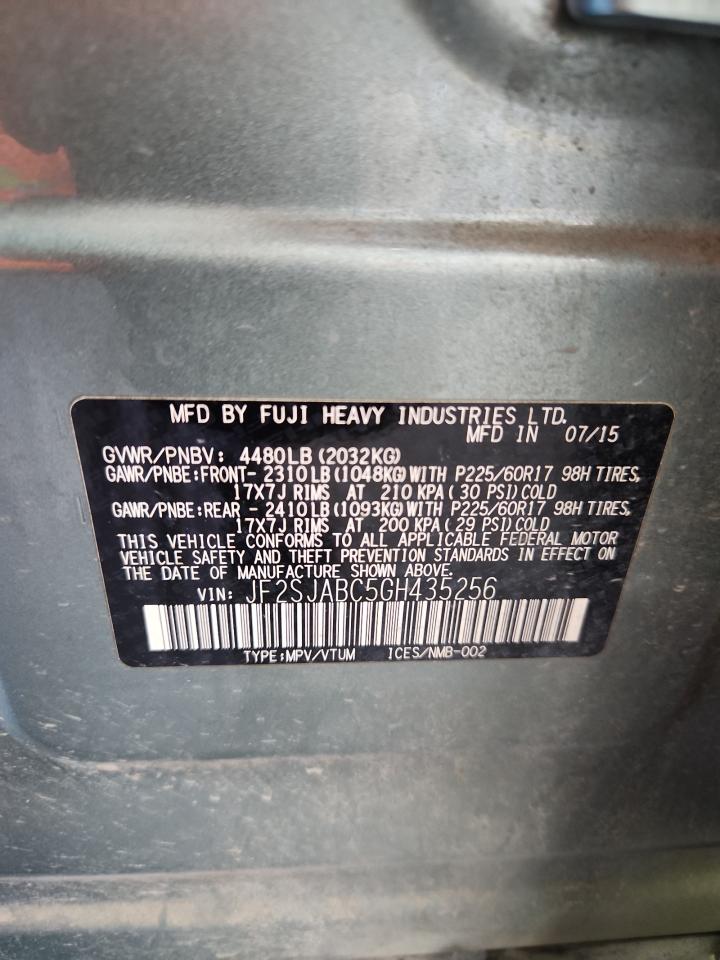 MFD BY FUJI HEAVY INDUSTRIES LTD.
MFD IN 07/15
GVWR/PNBV: 4480LB(2032KG)
GAWR/PNBE:FRONT- 2310LB(1048KG)WITH P225/60R17 98H TIRES,
17X7J RIMS AT 210 KPA( 30 PSI)COLD
GAWR/PNBE:REAR - 2410LB(1093KG)WITH P225/60R17 98H TIRES,
17X7J RIMS AT 200 KPA( 29 PSI)COLD
THIS VEHICLE CONFORMS TO ALL APPLICABLE FEDERAL MOTOR
VEHICLE SAFETY AND THEFT PREVENTION STANDARDS IN EFFECT ON
THE DATE OF MANUFACTURE SHOWN ABOVE.
VIN: JF2SJABC5GH435256
TYPE:MPV/VTUM ICES/NMB-002